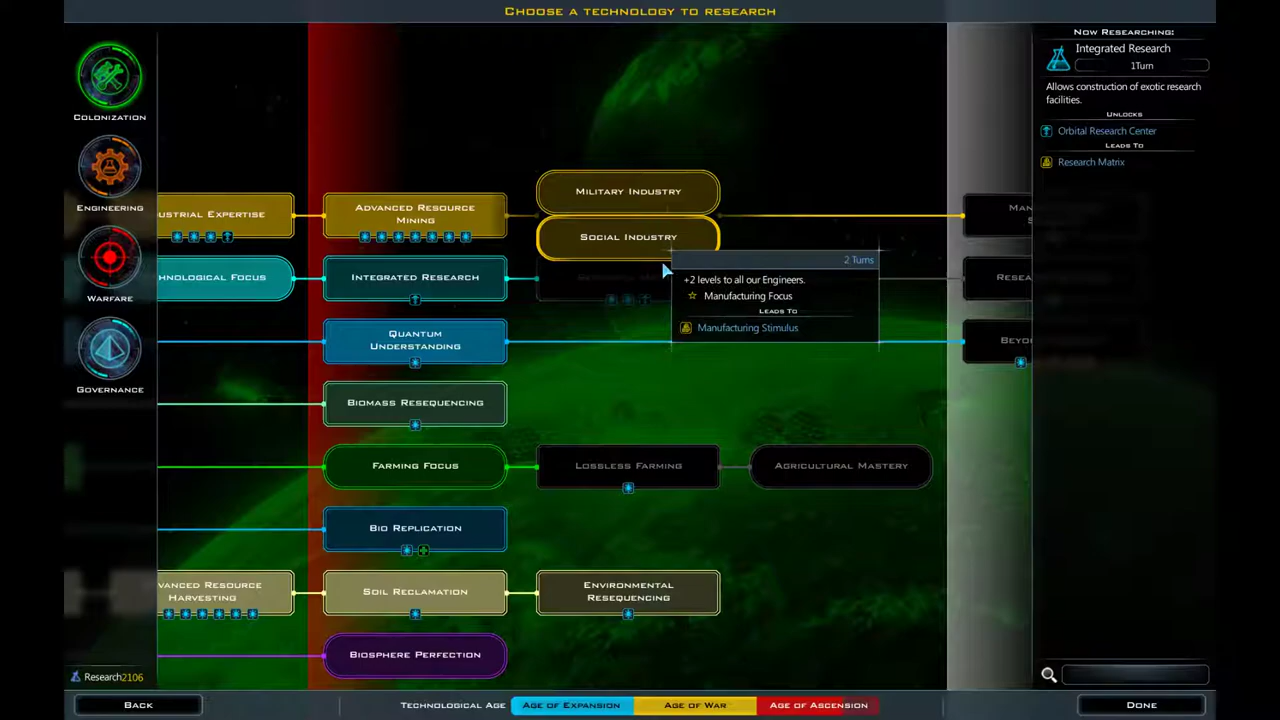 CHOOSE A TECHNOLOGY TO RESEARCH
COLONIZATION
ENGINEERING
WARFARE
GOVERNANCE
USTRIAL EXPERTISE
ADVANCED RESOURCE
MINING
MILITARY INDUSTRY
SOCIAL INDUSTRY
HNOLOGICAL FOCUS
INTEGRATED RESEARCH
2 Turns
+2 levels to all our Engineers.
Manufacturing Focus
LEADS TO
Manufacturing Stimulus
QUANTUM
UNDERSTANDING
BIOMASS RESEQUENCING
FARMING FOCUS
LOSSLESS FARMING
AGRICULTURAL MASTERY
BIO REPLICATION
VANCED RESOURCE
HARVESTING
SOIL RECLAMATION
ENVIRONMENTAL
RESEQUENCING
BIOSPHERE PERFECTION
MAN
RESEA
BEYO
NOW RESEARCHING:
Integrated Research
1Turn
Allows construction of exotic research
facilities.
UNLOCKS
Orbital Research Center
LEADS TO
Research Matrix
Research2106
BACK
TECHNOLOGICAL AGE
AGE OF EXPANSION
AGE OF WAR
AGE OF ASCENSION
DONE